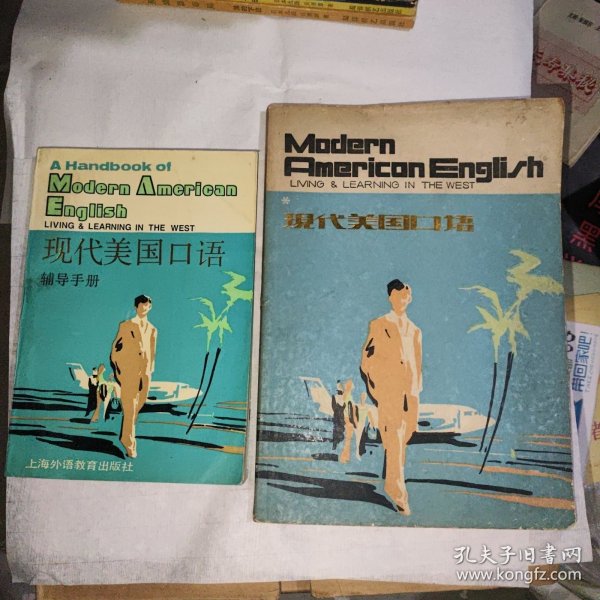 A Handbook of
Modern American
English
LIVING & LEARNING IN THE WEST
现代美国口语
辅导手册
上海外语教育出版社
Modern
American English
LIVING & LEARNING IN THE WEST
现代美国口语
孔夫子旧书网
www.kongfz.com